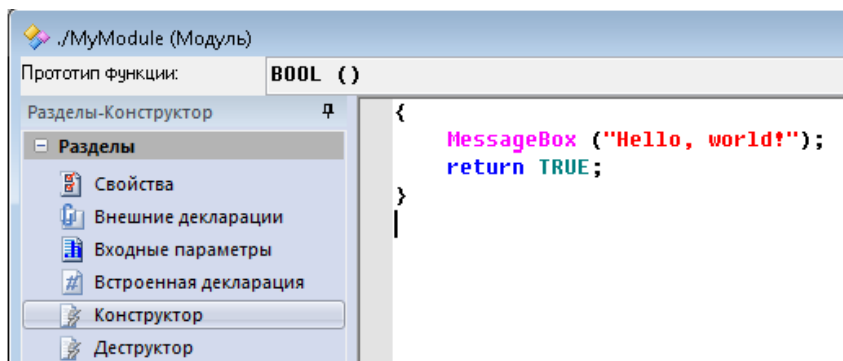 ./MyModule (Модуль)
Прототип функции: BOOL ()
Разделы-Конструктор
Разделы
Свойства
Внешние декларации
Входные параметры
Встроенная декларация
Конструктор
Деструктор
{
MessageBox ("Hello, world!");
return TRUE;
}